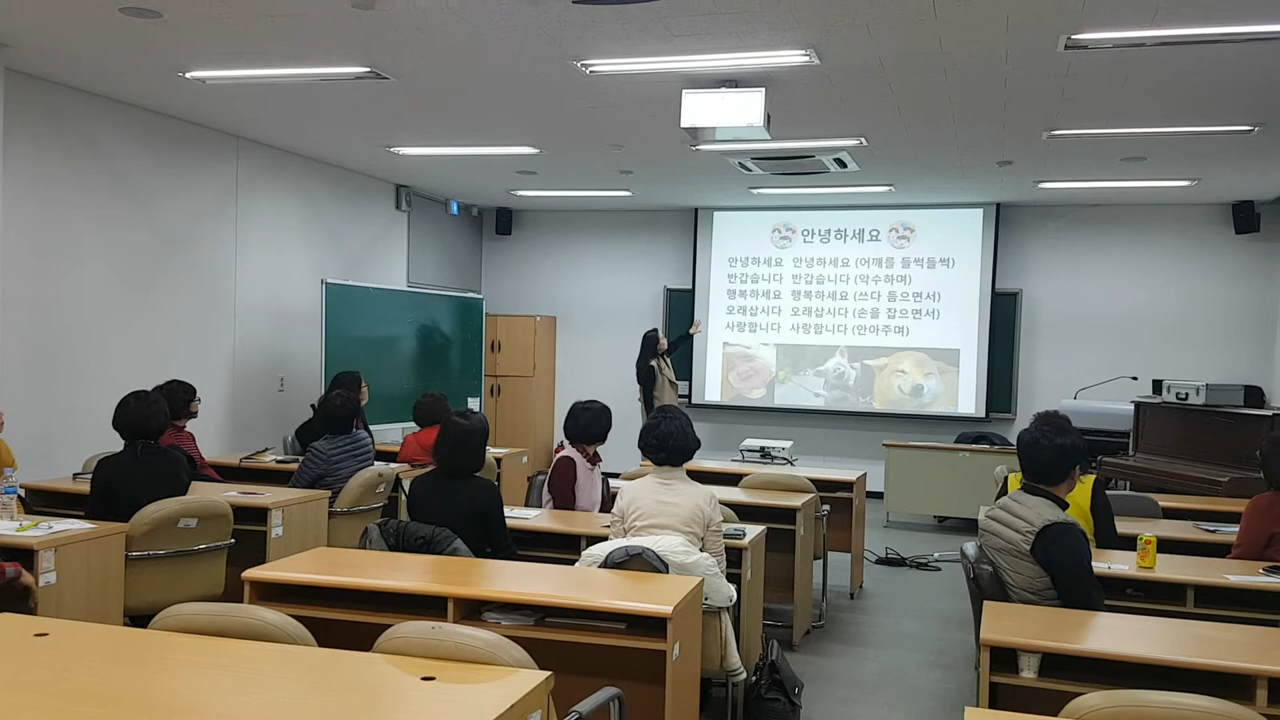 안녕하세요
안녕하세요 안녕하세요 (어깨를 들썩들썩)
반갑습니다 반갑습니다 (악수하며)
행복하세요 행복하세요 (쓰다 듬으면서)
오래삽시다 오래삽시다 (손을 잡으면서)
사랑합니다 사랑합니다 (안아주며)